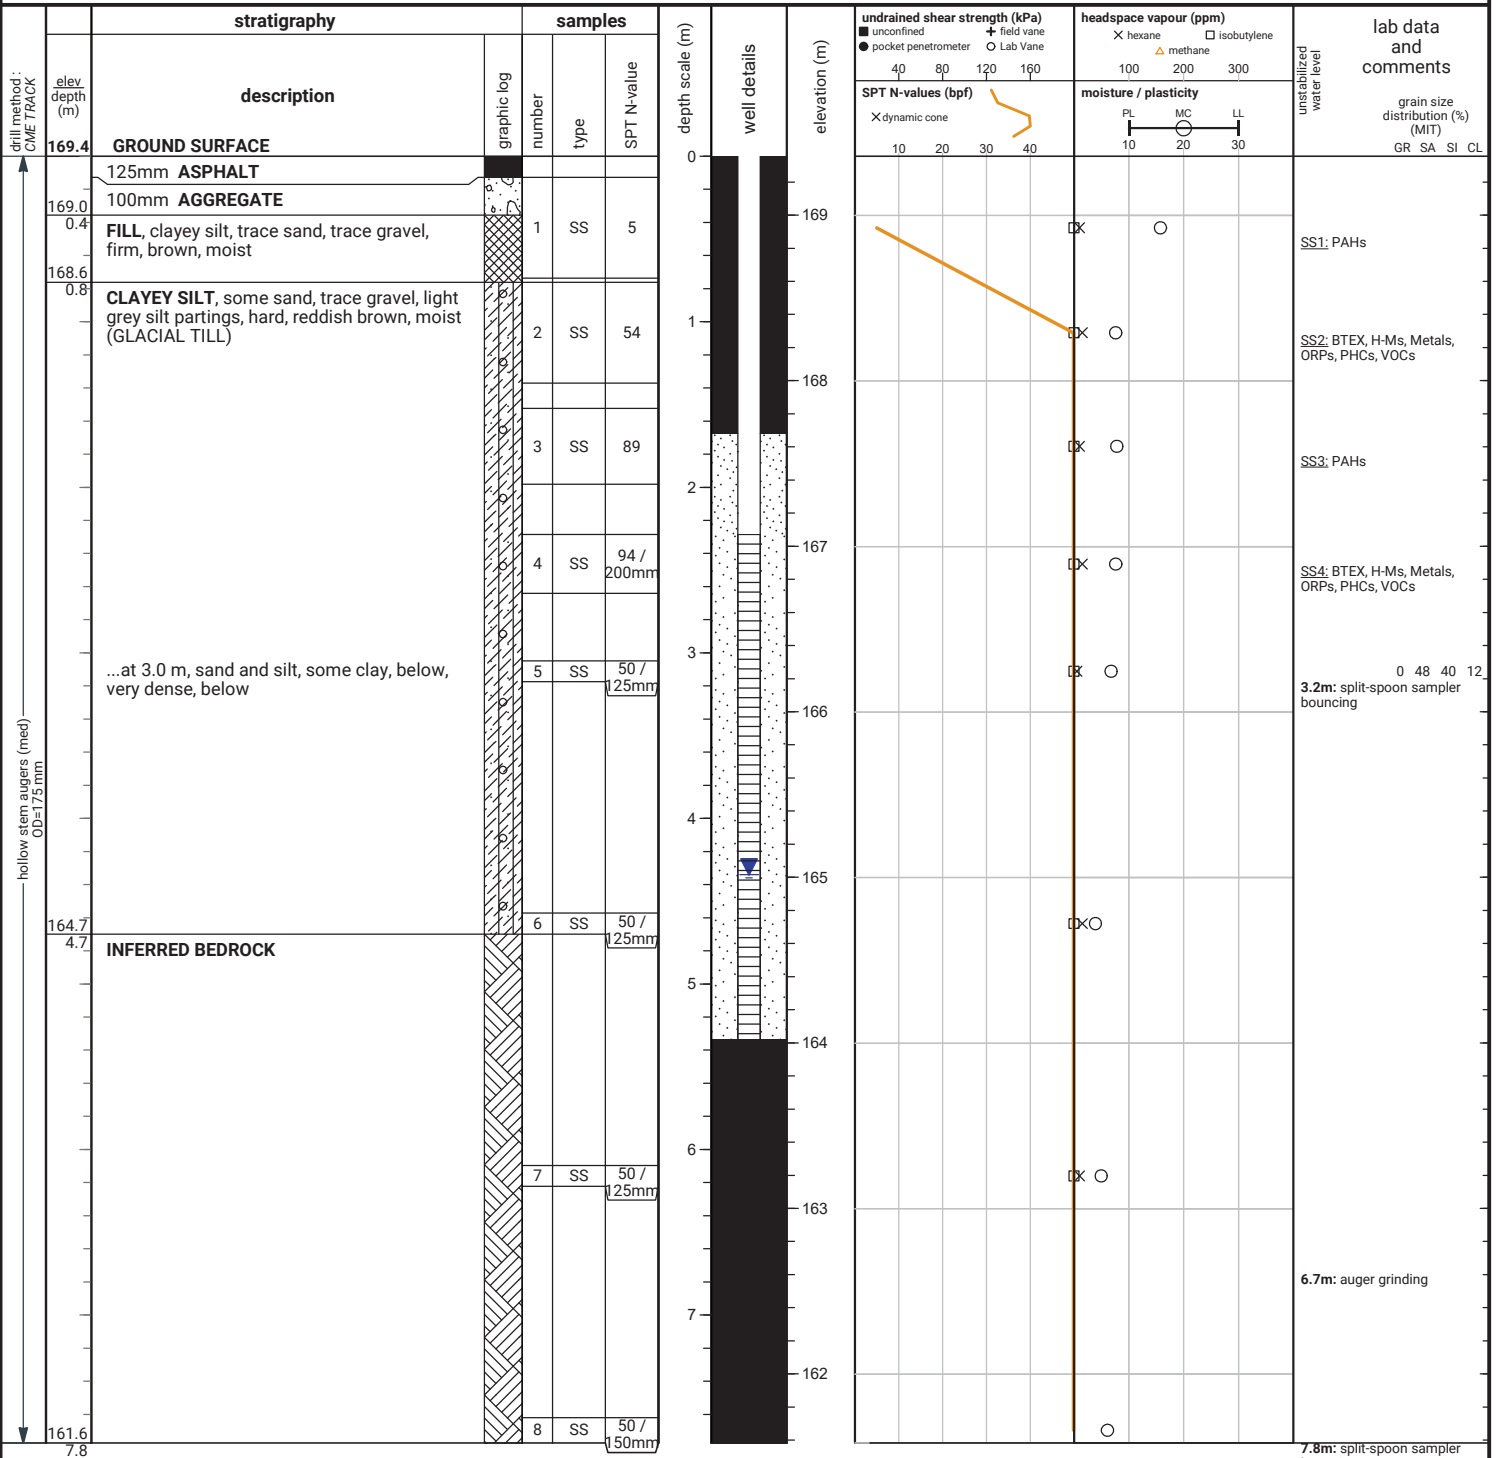 stratigraphy
samples
drill method :
CME TRACK
elev
depth
(m)
description
graphic log
number
type
SPT N-value
depth scale (m)
well details
elevation (m)
undrained shear strength (kPa)
unconfined
field vane
pocket penetrometer
Lab Vane
40 80 120 160
SPT N-values (bpf)
dynamic cone
10 20 30 40
headspace vapour (ppm)
hexane
isobutylene
methane
100 200 300
moisture / plasticity
PL MC LL
10 20 30
unstabilized
water level
lab data
and
comments
grain size
distribution (%)
(MIT)
GR SA SI CL
169.4 GROUND SURFACE
0
125mm ASPHALT
100mm AGGREGATE
169.0
0.4
169
FILL, clayey silt, trace sand, trace gravel,
firm, brown, moist
1 SS 5
SS1: PAHs
168.6
0.8
CLAYEY SILT, some sand, trace gravel, light
grey silt partings, hard, reddish brown, moist
(GLACIAL TILL)
2 SS 54
1
SS2: BTEX, H-Ms, Metals,
ORPs, PHCs, VOCs
168
3 SS 89
SS3: PAHs
2
167
4 SS 94 /
200mm
SS4: BTEX, H-Ms, Metals,
ORPs, PHCs, VOCs
3
...at 3.0 m, sand and silt, some clay, below,
very dense, below
5 SS 50 /
125mm
0 48 40 12
3.2m: split-spoon sampler
bouncing
166
hollow stem augers (med)
OD=175 mm
4
165
164.7
4.7
6 SS 50 /
125mm
INFERRED BEDROCK
5
164
6
7 SS 50 /
125mm
163
6.7m: auger grinding
7
162
161.6
7.8
8 SS 50 /
150mm
7.8m: split-spoon sampler